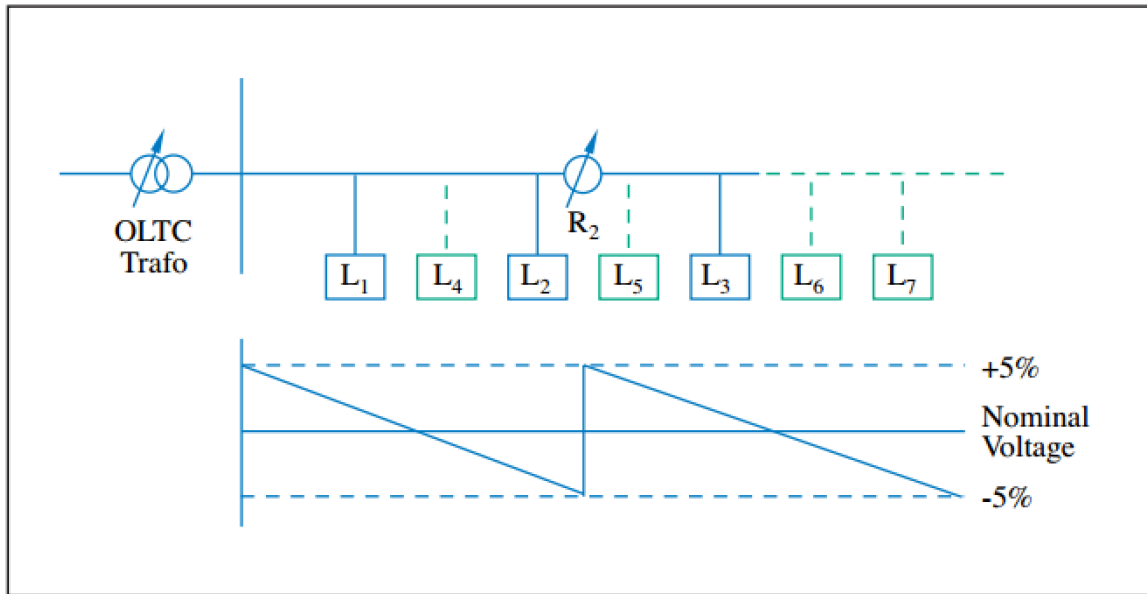 OLTC
Trafo
R₂
L₁
L₄
L₂
L₅
L₃
L₆
L₇
+5%
Nominal
Voltage
-5%